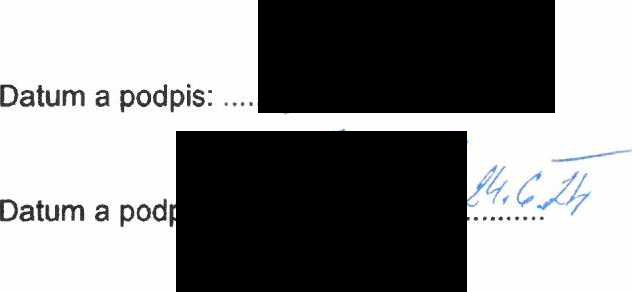 Datum a podpis: ....
Datum a podp 24.6.24 ..........